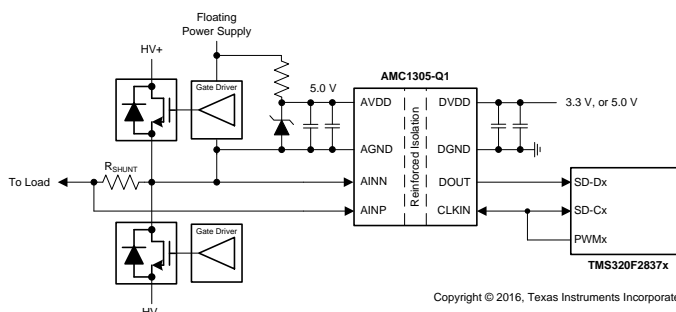 Floating
Power Supply
HV+
Gate Driver
5.0 V
AMC1305-Q1
AVDD
DVDD
3.3 V, or 5.0 V
AGND
DGND
Reinforced Isolation
R_SHUNT
To Load
AINN
DOUT
SD-Dx
AINP
CLKIN
SD-Cx
PWMx
Gate Driver
TMS320F2837x
HV
Copyright © 2016, Texas Instruments Incorporate